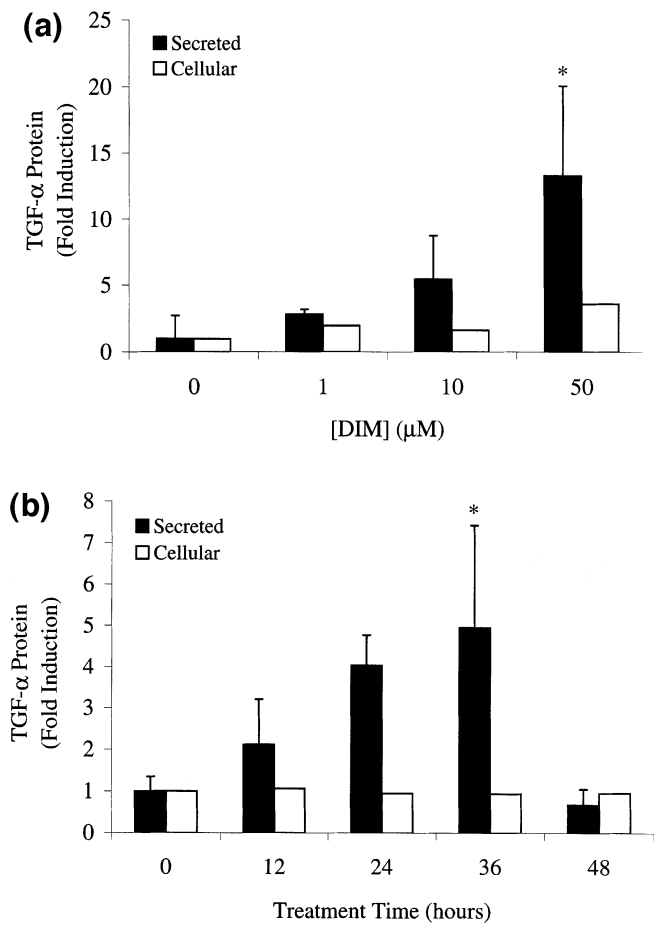 (a)
25
20
15
10
5
0
TGF-α Protein
(Fold Induction)
Secreted
Cellular
*
0 1 10 50
[DIM] (μM)
(b)
8
7
6
5
4
3
2
1
0
TGF-α Protein
(Fold Induction)
Secreted
Cellular
*
0 12 24 36 48
Treatment Time (hours)